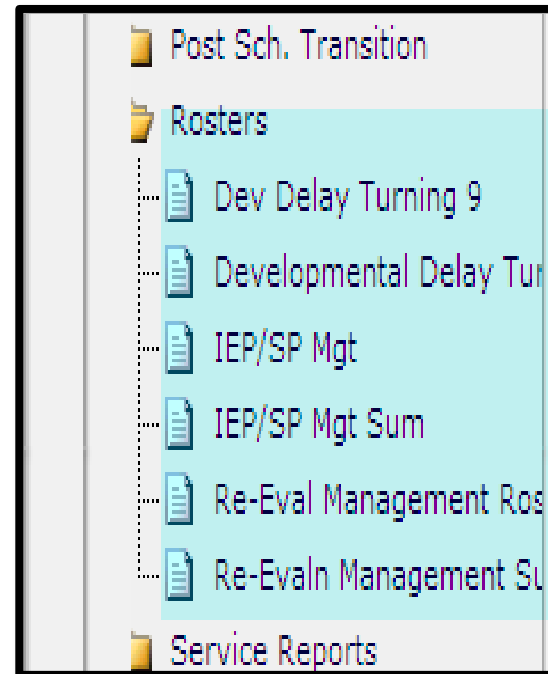 Post Sch. Transition
Rosters
Dev Delay Turning 9
Developmental Delay Tur
IEP/SP Mgt
IEP/SP Mgt Sum
Re-Eval Management Ros
Re-Evaln Management Su
Service Reports